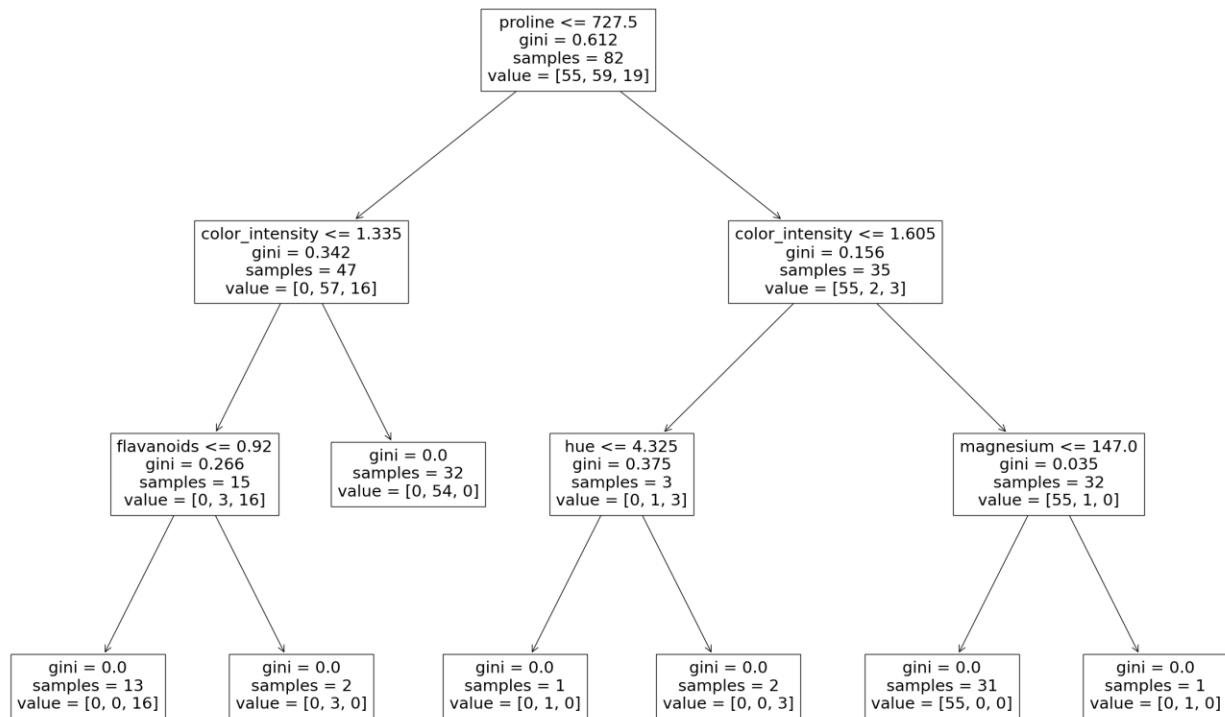 proline <= 727.5
gini = 0.612
samples = 82
value = [55, 59, 19]
color_intensity <= 1.335
gini = 0.342
samples = 47
value = [0, 57, 16]
color_intensity <= 1.605
gini = 0.156
samples = 35
value = [55, 2, 3]
flavanoids <= 0.92
gini = 0.266
samples = 15
value = [0, 3, 16]
gini = 0.0
samples = 32
value = [0, 54, 0]
hue <= 4.325
gini = 0.375
samples = 3
value = [0, 1, 3]
magnesium <= 147.0
gini = 0.035
samples = 32
value = [55, 1, 0]
gini = 0.0
samples = 13
value = [0, 0, 16]
gini = 0.0
samples = 2
value = [0, 3, 0]
gini = 0.0
samples = 1
value = [0, 1, 0]
gini = 0.0
samples = 2
value = [0, 0, 3]
gini = 0.0
samples = 31
value = [55, 0, 0]
gini = 0.0
samples = 1
value = [0, 1, 0]